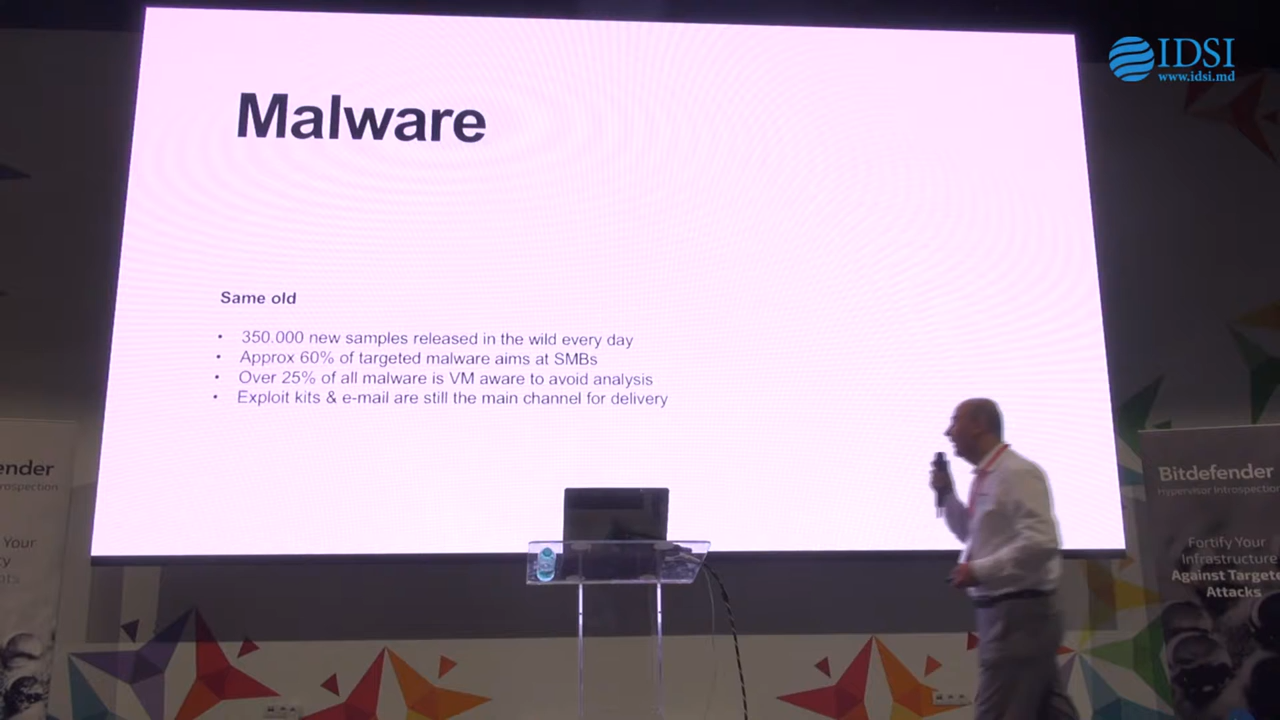 IDSI
www.idsi.md
Malware
Same old
• 350.000 new samples released in the wild every day
• Approx 60% of targeted malware aims at SMBs
• Over 25% of all malware is VM aware to avoid analysis
• Exploit kits & e-mail are still the main channel for delivery
ender
rospection
Your
Bitdefender
Hypervisor Introspection
Fortify Your
Infrastructure
Against Targete
Attacks